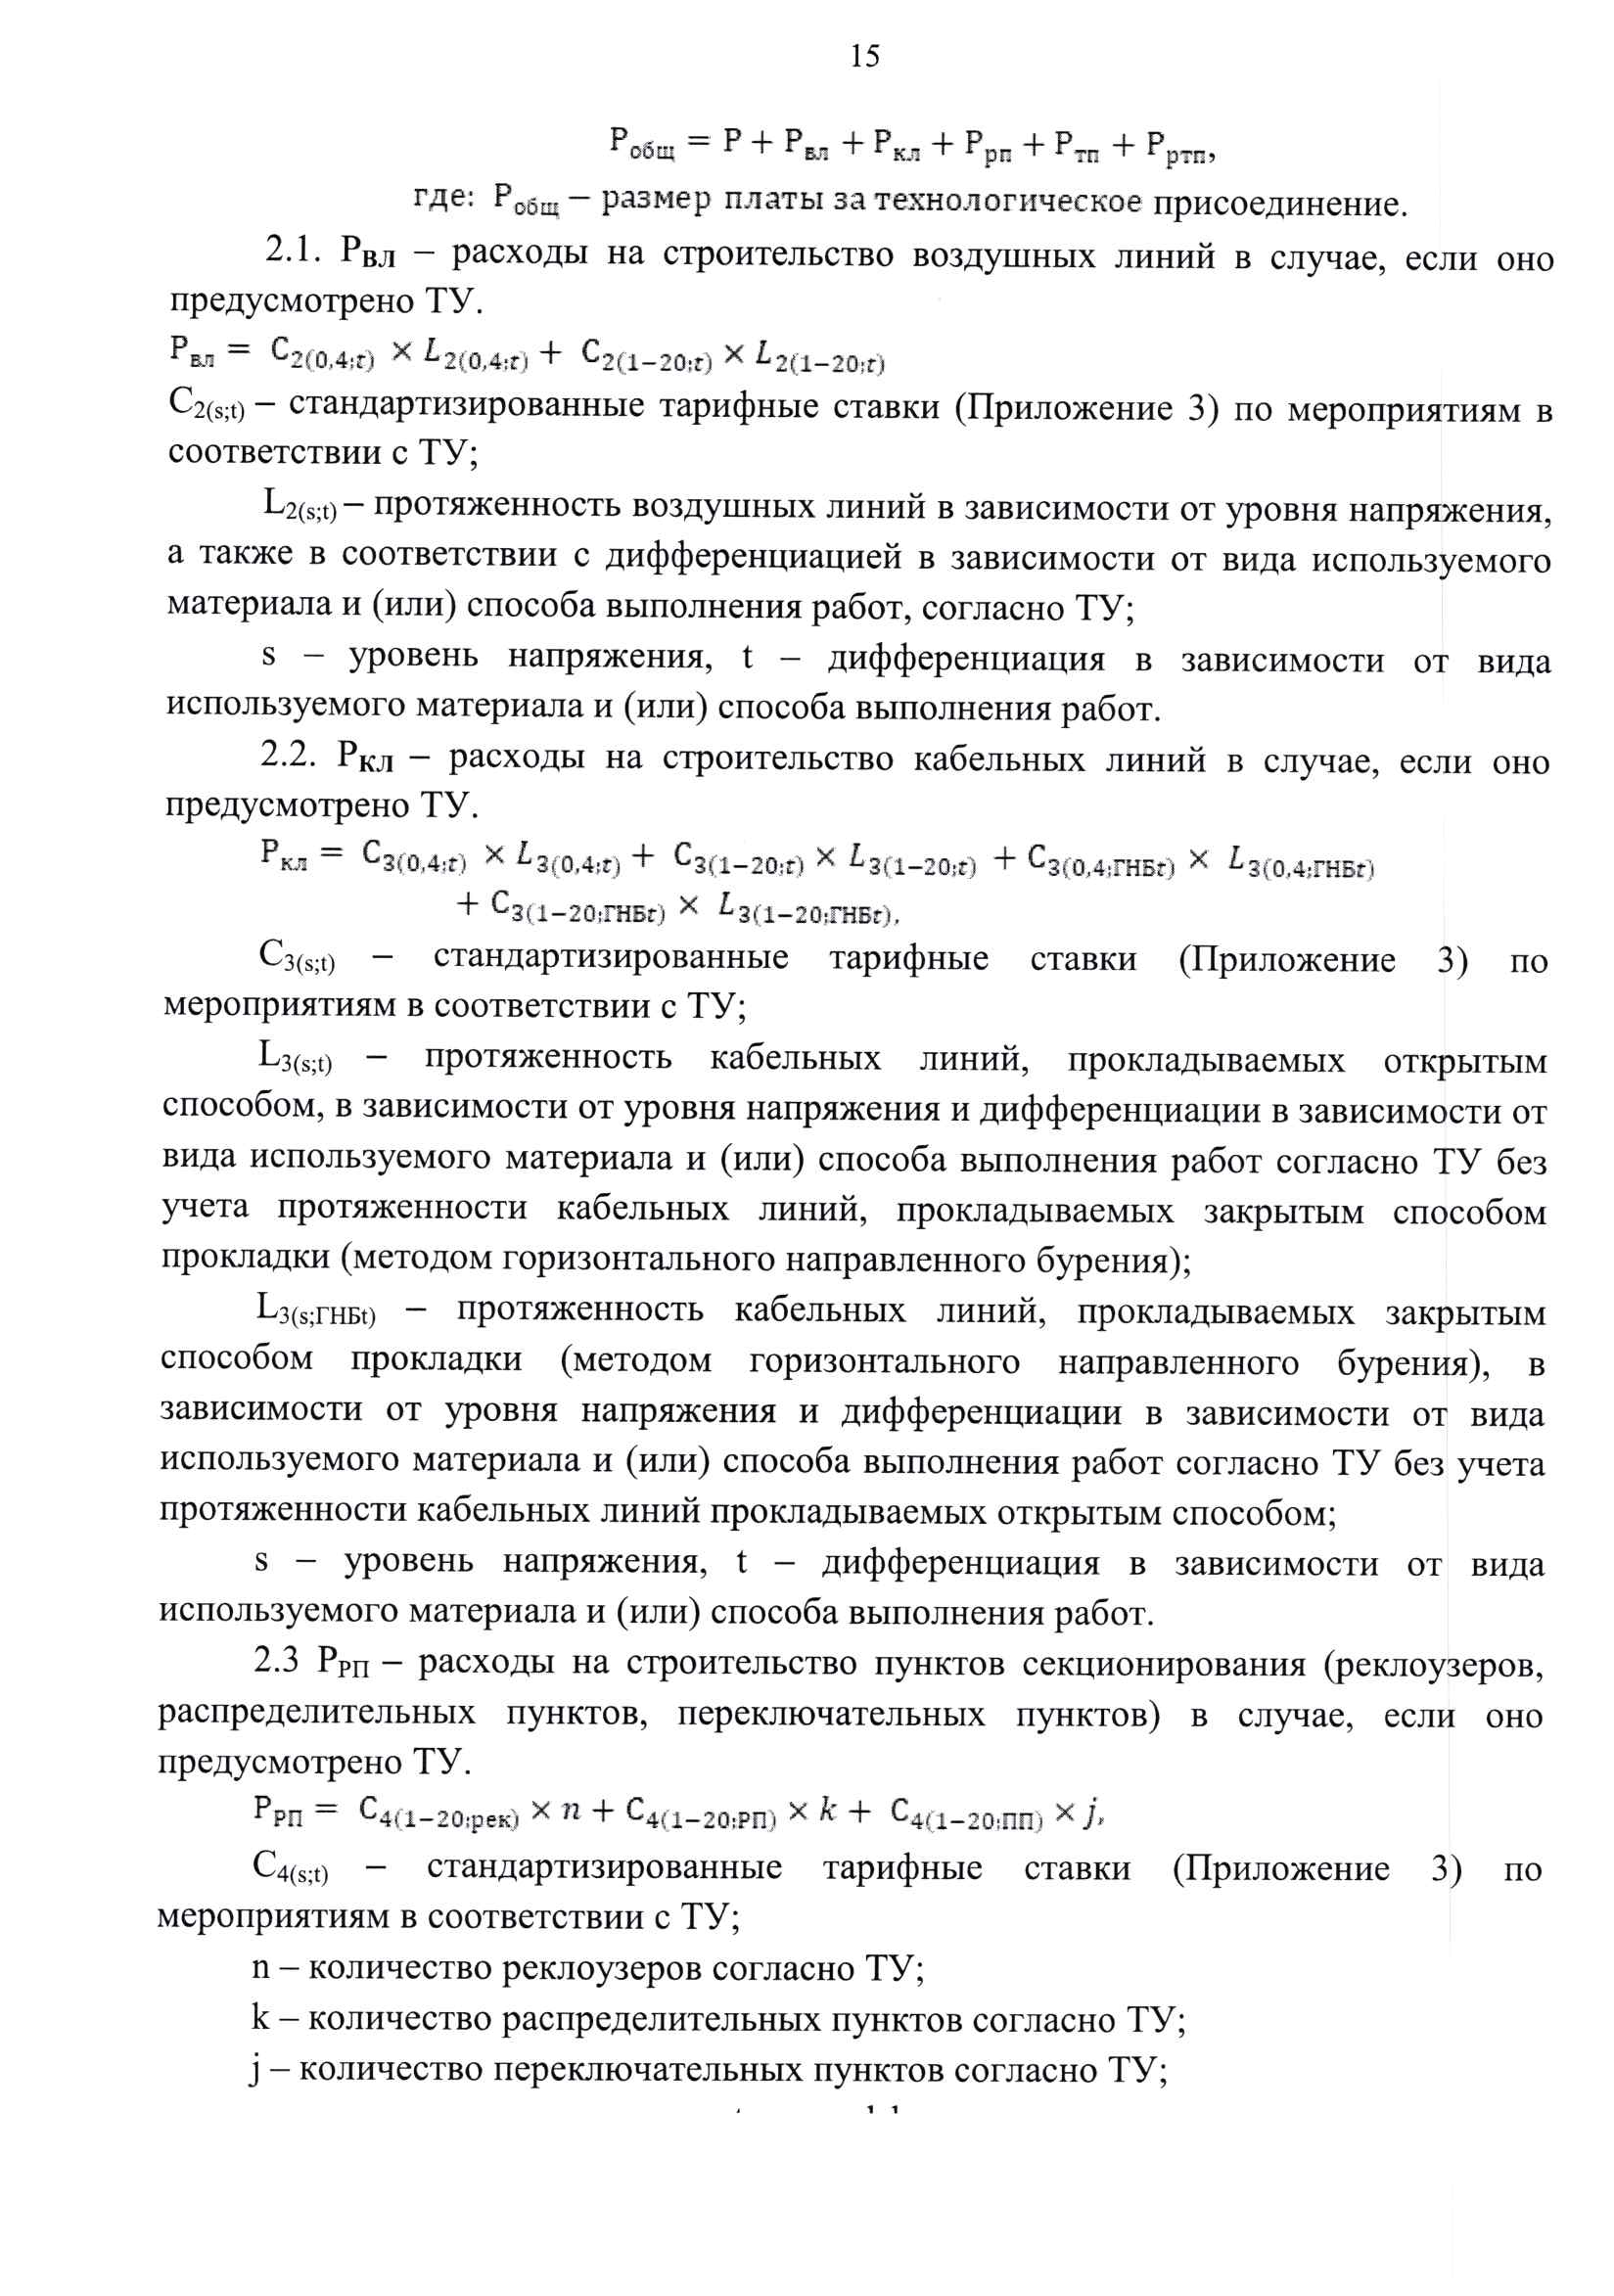 15
Pобщ = P + Pвл + Pкл + Pрп + Pтп + Pртп,
где: Pобщ – размер платы за технологическое присоединение.
2.1. Рвл – расходы на строительство воздушных линий в случае, если оно
предусмотрено ТУ.
Pвл = C2(0,4;t) × L2(0,4;t) + C2(1–20;t) × L2(1–20;t)
С2(s;t) – стандартизированные тарифные ставки (Приложение 3) по мероприятиям в
соответствии с ТУ;
L2(s;t) – протяженность воздушных линий в зависимости от уровня напряжения,
а также в соответствии с дифференциацией в зависимости от вида используемого
материала и (или) способа выполнения работ, согласно ТУ;
s – уровень напряжения, t – дифференциация в зависимости от вида
используемого материала и (или) способа выполнения работ.
2.2. Ркл – расходы на строительство кабельных линий в случае, если оно
предусмотрено ТУ.
Pкл = C3(0,4;t) × L3(0,4;t) + C3(1–20;t) × L3(1–20;t) + C3(0,4;ГНБt) × L3(0,4;ГНБt)
+ C3(1–20;ГНБt) × L3(1–20;ГНБt),
С3(s;t) – стандартизированные тарифные ставки (Приложение 3) по
мероприятиям в соответствии с ТУ;
L3(s;t) – протяженность кабельных линий, прокладываемых открытым
способом, в зависимости от уровня напряжения и дифференциации в зависимости от
вида используемого материала и (или) способа выполнения работ согласно ТУ без
учета протяженности кабельных линий, прокладываемых закрытым способом
прокладки (методом горизонтального направленного бурения);
L3(s;ГНБt) – протяженность кабельных линий, прокладываемых закрытым
способом прокладки (методом горизонтального направленного бурения), в
зависимости от уровня напряжения и дифференциации в зависимости от вида
используемого материала и (или) способа выполнения работ согласно ТУ без учета
протяженности кабельных линий прокладываемых открытым способом;
s – уровень напряжения, t – дифференциация в зависимости от вида
используемого материала и (или) способа выполнения работ.
2.3 РРП – расходы на строительство пунктов секционирования (реклоузеров,
распределительных пунктов, переключательных пунктов) в случае, если оно
предусмотрено ТУ.
PРП = C4(1–20;рек) × n + C4(1–20;РП) × k + C4(1–20;ПП) × j,
С4(s;t) – стандартизированные тарифные ставки (Приложение 3) по
мероприятиям в соответствии с ТУ;
n – количество реклоузеров согласно ТУ;
k – количество распределительных пунктов согласно ТУ;
j – количество переключательных пунктов согласно ТУ;